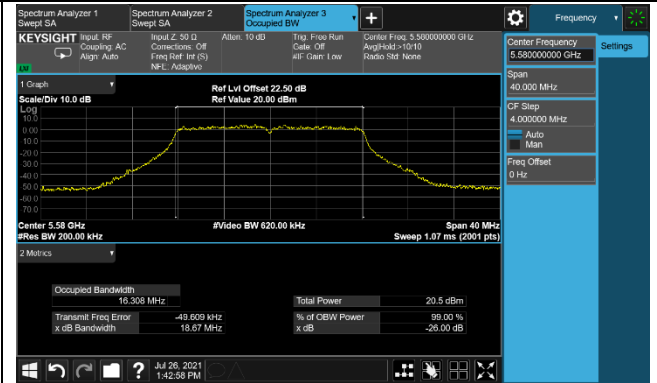 Spectrum Analyzer 1
Swept SA
Spectrum Analyzer 2
Swept SA
Spectrum Analyzer 3
Occupied BW
Frequency
KEYSIGHT
Input: RF
Coupling: AC
Align: Auto
Input Z: 50 Ω
Corrections: Off
Freq Ref: Int (S)
NFE: Adaptive
Atten: 10 dB
Trig: Free Run
Gate: Off
#IF Gain: Low
Center Freq: 5.580000000 GHz
Avg|Hold:>10/10
Radio Std: None
Center Frequency
5.580000000 GHz
Settings
Span
40.000 MHz
CF Step
4.000000 MHz
Auto
Man
Freq Offset
0 Hz
1 Graph
Scale/Div 10.0 dB
Ref Lvl Offset 22.50 dB
Ref Value 20.00 dBm
Log
10.0
0.00
-10.0
-20.0
-30.0
-40.0
-50.0
-60.0
-70.0
Center 5.58 GHz
#Res BW 200.00 kHz
#Video BW 620.00 kHz
Span 40 MHz
Sweep 1.07 ms (2001 pts)
2 Metrics
Occupied Bandwidth
16.308 MHz
Transmit Freq Error -49.609 kHz
x dB Bandwidth 18.67 MHz
Total Power 20.5 dBm
% of OBW Power 99.00 %
x dB -26.00 dB
Jul 26, 2021
1:42:58 PM